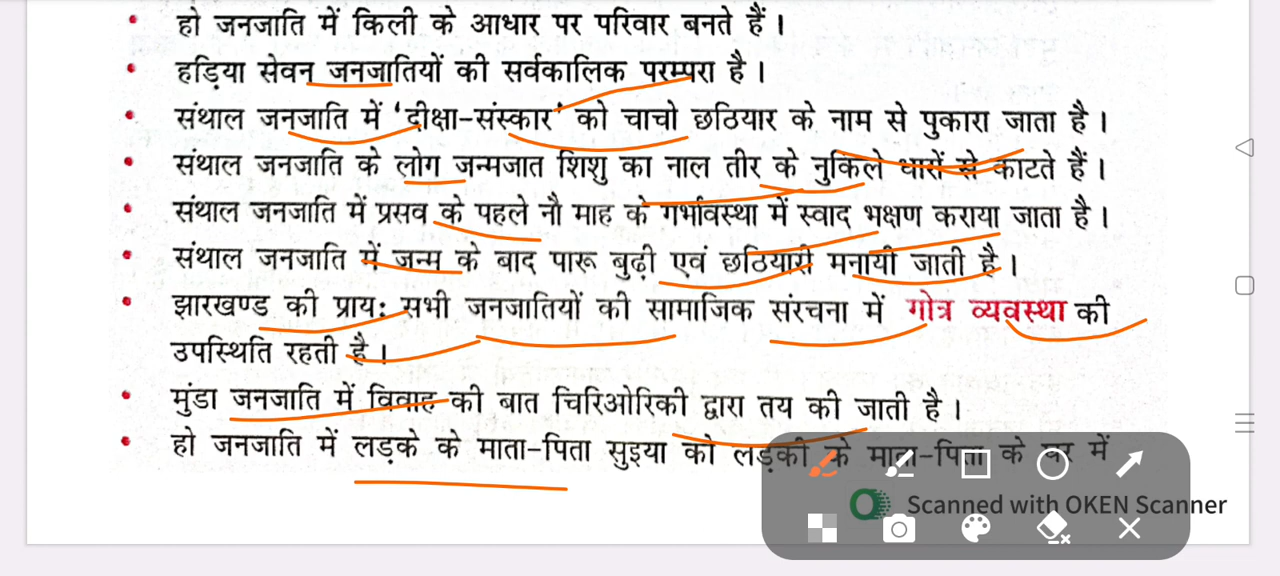 • हो जनजाति में किली के आधार पर परिवार बनते हैं।
• हड़िया सेवन जनजातियों की सर्वकालिक परम्परा है।
• संथाल जनजाति में ‘दीक्षा-संस्कार’ को चाचो छठियार के नाम से पुकारा जाता है।
• संथाल जनजाति के लोग जन्मजात शिशु का नाल तीर के नुकिले धारों से काटते हैं।
• संथाल जनजाति में प्रसव के पहले नौ माह के गर्भावस्था में स्वाद भक्षण कराया जाता है।
• संथाल जनजाति में जन्म के बाद पारू बुढ़ी एवं छठियारी मनायी जाती है।
• झारखण्ड की प्राय: सभी जनजातियों की सामाजिक संरचना में गोत्र व्यवस्था की
उपस्थिति रहती है।
• मुंडा जनजाति में विवाह की बात चिरिओरिकी द्वारा तय की जाती है।
• हो जनजाति में लड़के के माता-पिता सुइया को लड़की के माता-पिता के घर में
Scanned with OKEN Scanner